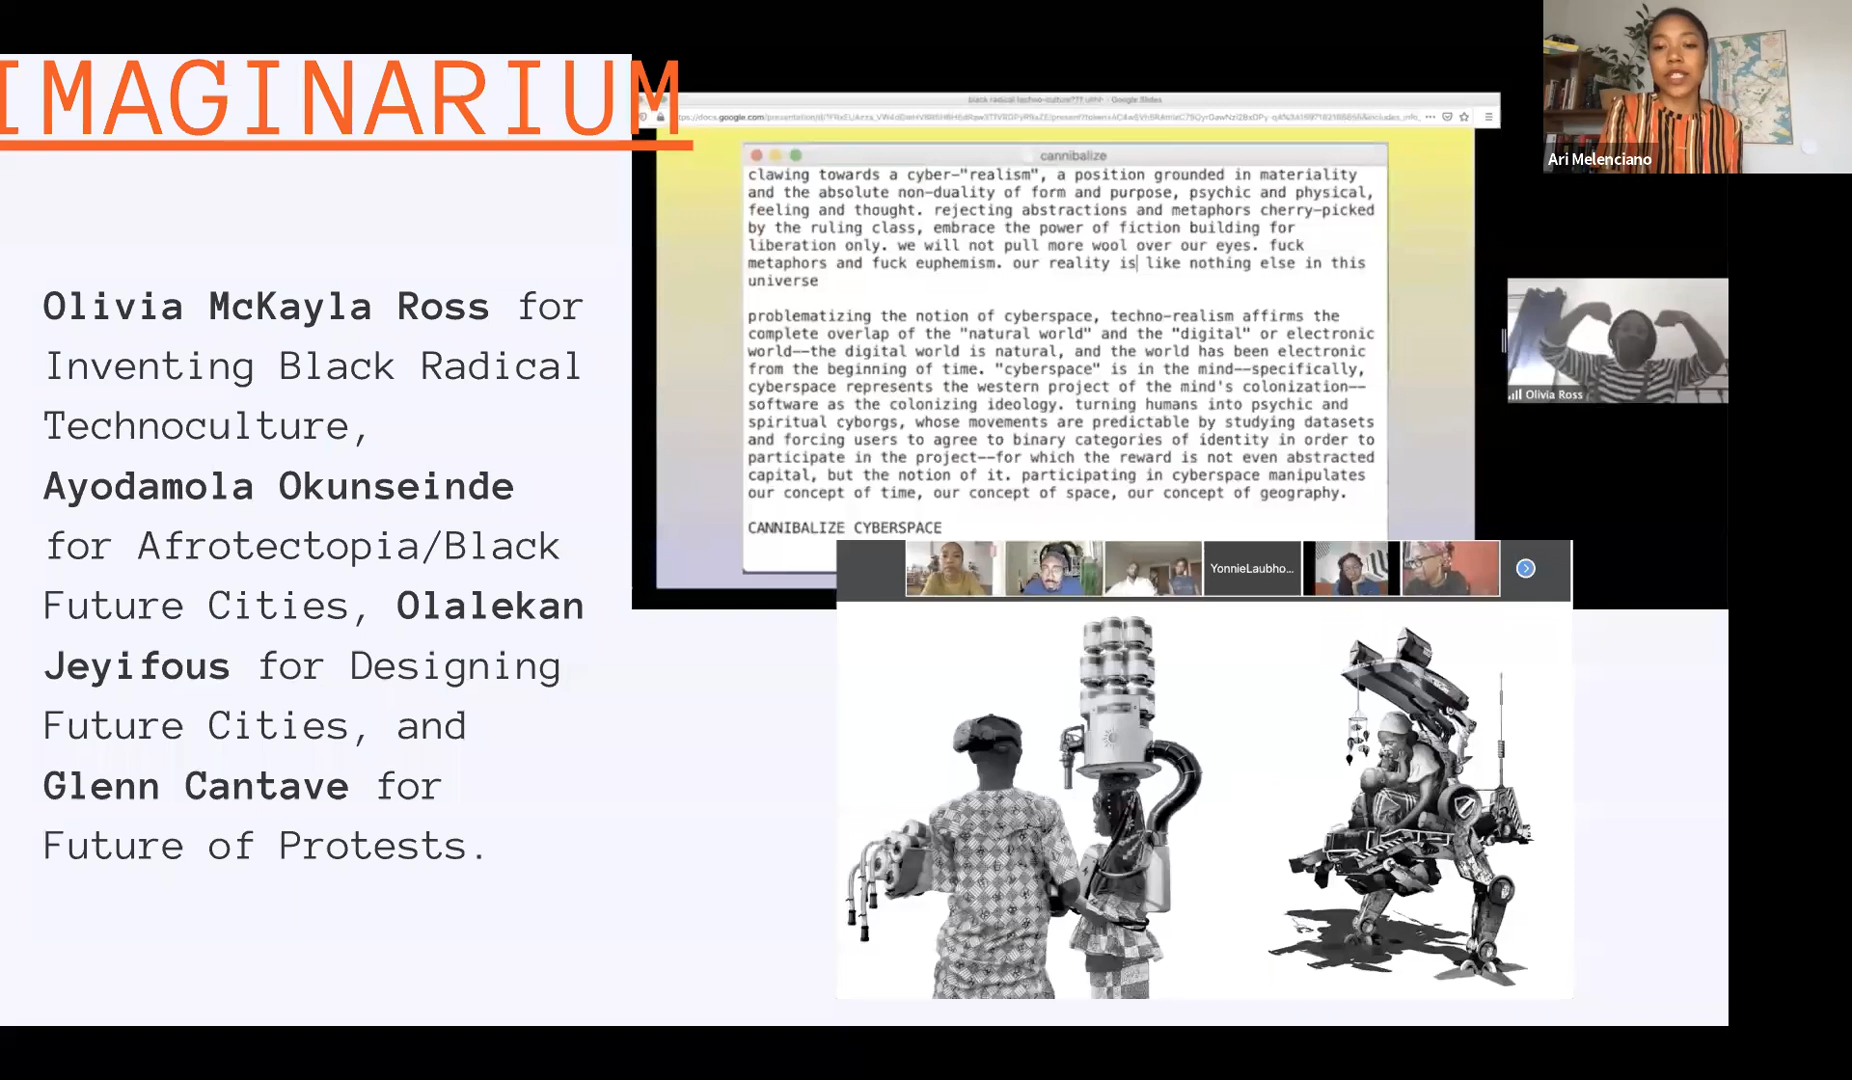 IMAGINARIUM
Olivia McKayla Ross for
Inventing Black Radical
Technoculture,
Ayodamola Okunseinde
for Afrotectopia/Black
Future Cities, Olalekan
Jeyifous for Designing
Future Cities, and
Glenn Cantave for
Future of Protests.
black radical techno-culture??? - Google Slides
cannibalize
clawing towards a cyber-"realism", a position grounded in materiality
and the absolute non-duality of form and purpose, psychic and physical,
feeling and thought. rejecting abstractions and metaphors cherry-picked
by the ruling class, embrace the power of fiction building for
liberation only. we will not pull more wool over our eyes. fuck
metaphors and fuck euphemism. our reality is like nothing else in this
universe
problematizing the notion of cyberspace, techno-realism affirms the
complete overlap of the "natural world" and the "digital" or electronic
world--the digital world is natural, and the world has been electronic
from the beginning of time. "cyberspace" is in the mind--specifically,
cyberspace represents the western project of the mind's colonization--
software as the colonizing ideology. turning humans into psychic and
spiritual cyborgs, whose movements are predictable by studying datasets
and forcing users to agree to binary categories of identity in order to
participate in the project--for which the reward is not even abstracted
capital, but the notion of it. participating in cyberspace manipulates
our concept of time, our concept of space, our concept of geography.
CANNIBALIZE CYBERSPACE
YonnieLaubho...
Ari Melenciano
Olivia Ross